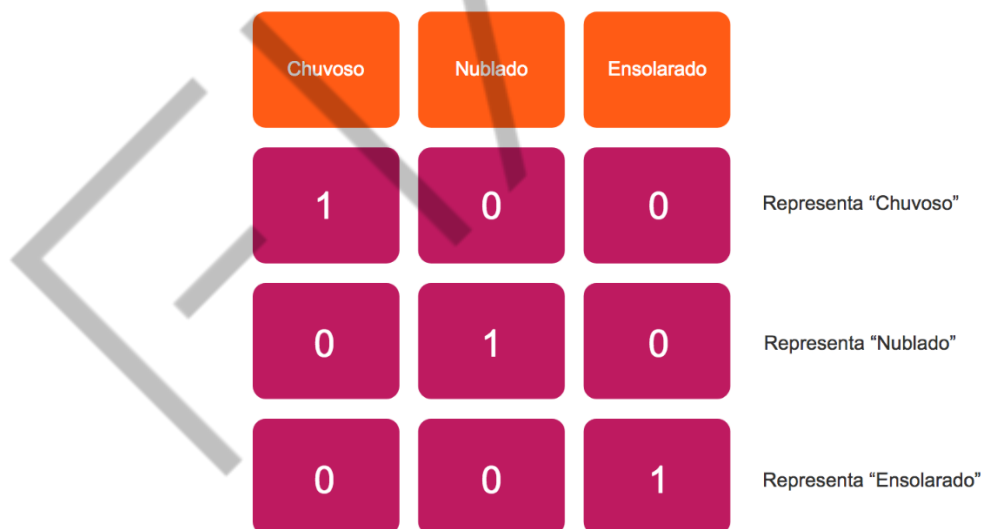 Chuvoso Nublado Ensolarado
1 0 0 Representa “Chuvoso”
0 1 0 Representa “Nublado”
0 0 1 Representa “Ensolarado”